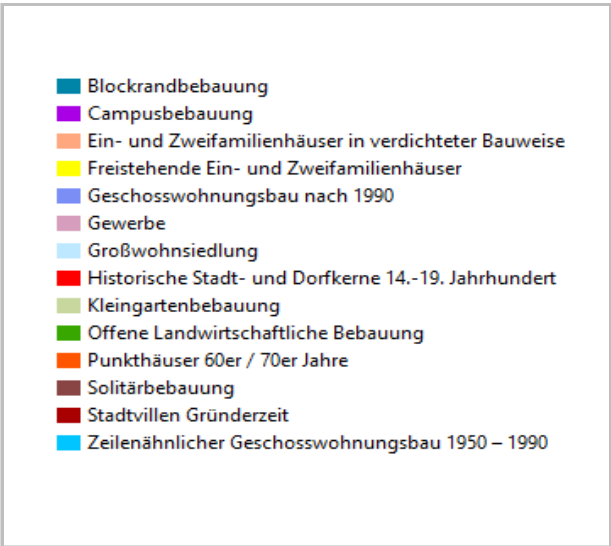 Blockrandbebauung
Campusbebauung
Ein- und Zweifamilienhäuser in verdichteter Bauweise
Freistehende Ein- und Zweifamilienhäuser
Geschosswohnungsbau nach 1990
Gewerbe
Großwohnsiedlung
Historische Stadt- und Dorfkerne 14.-19. Jahrhundert
Kleingartenbebauung
Offene Landwirtschaftliche Bebauung
Punkthäuser 60er / 70er Jahre
Solitärbebauung
Stadtvillen Gründerzeit
Zeilenähnlicher Geschosswohnungsbau 1950 – 1990